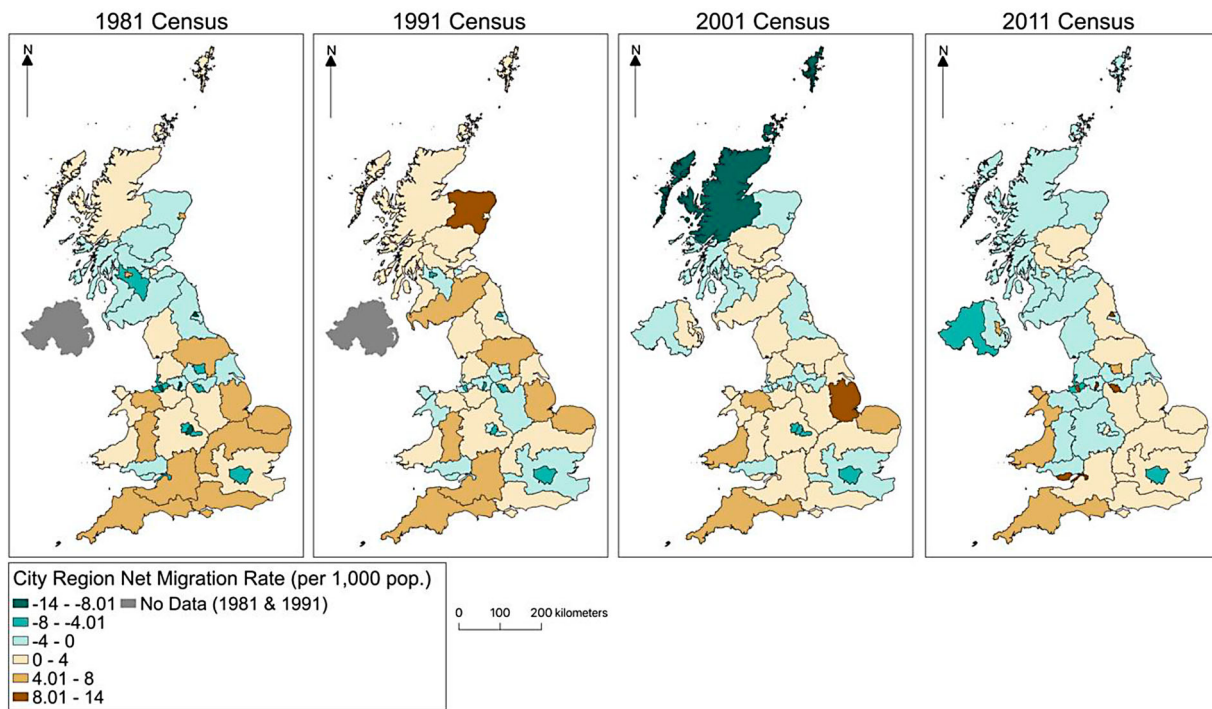 1981 Census
1991 Census
2001 Census
2011 Census
N
N
N
N
City Region Net Migration Rate (per 1,000 pop.)
-14 - -8.01
No Data (1981 & 1991)
-8 - -4.01
-4 - 0
0 - 4
4.01 - 8
8.01 - 14
0 100 200 kilometers